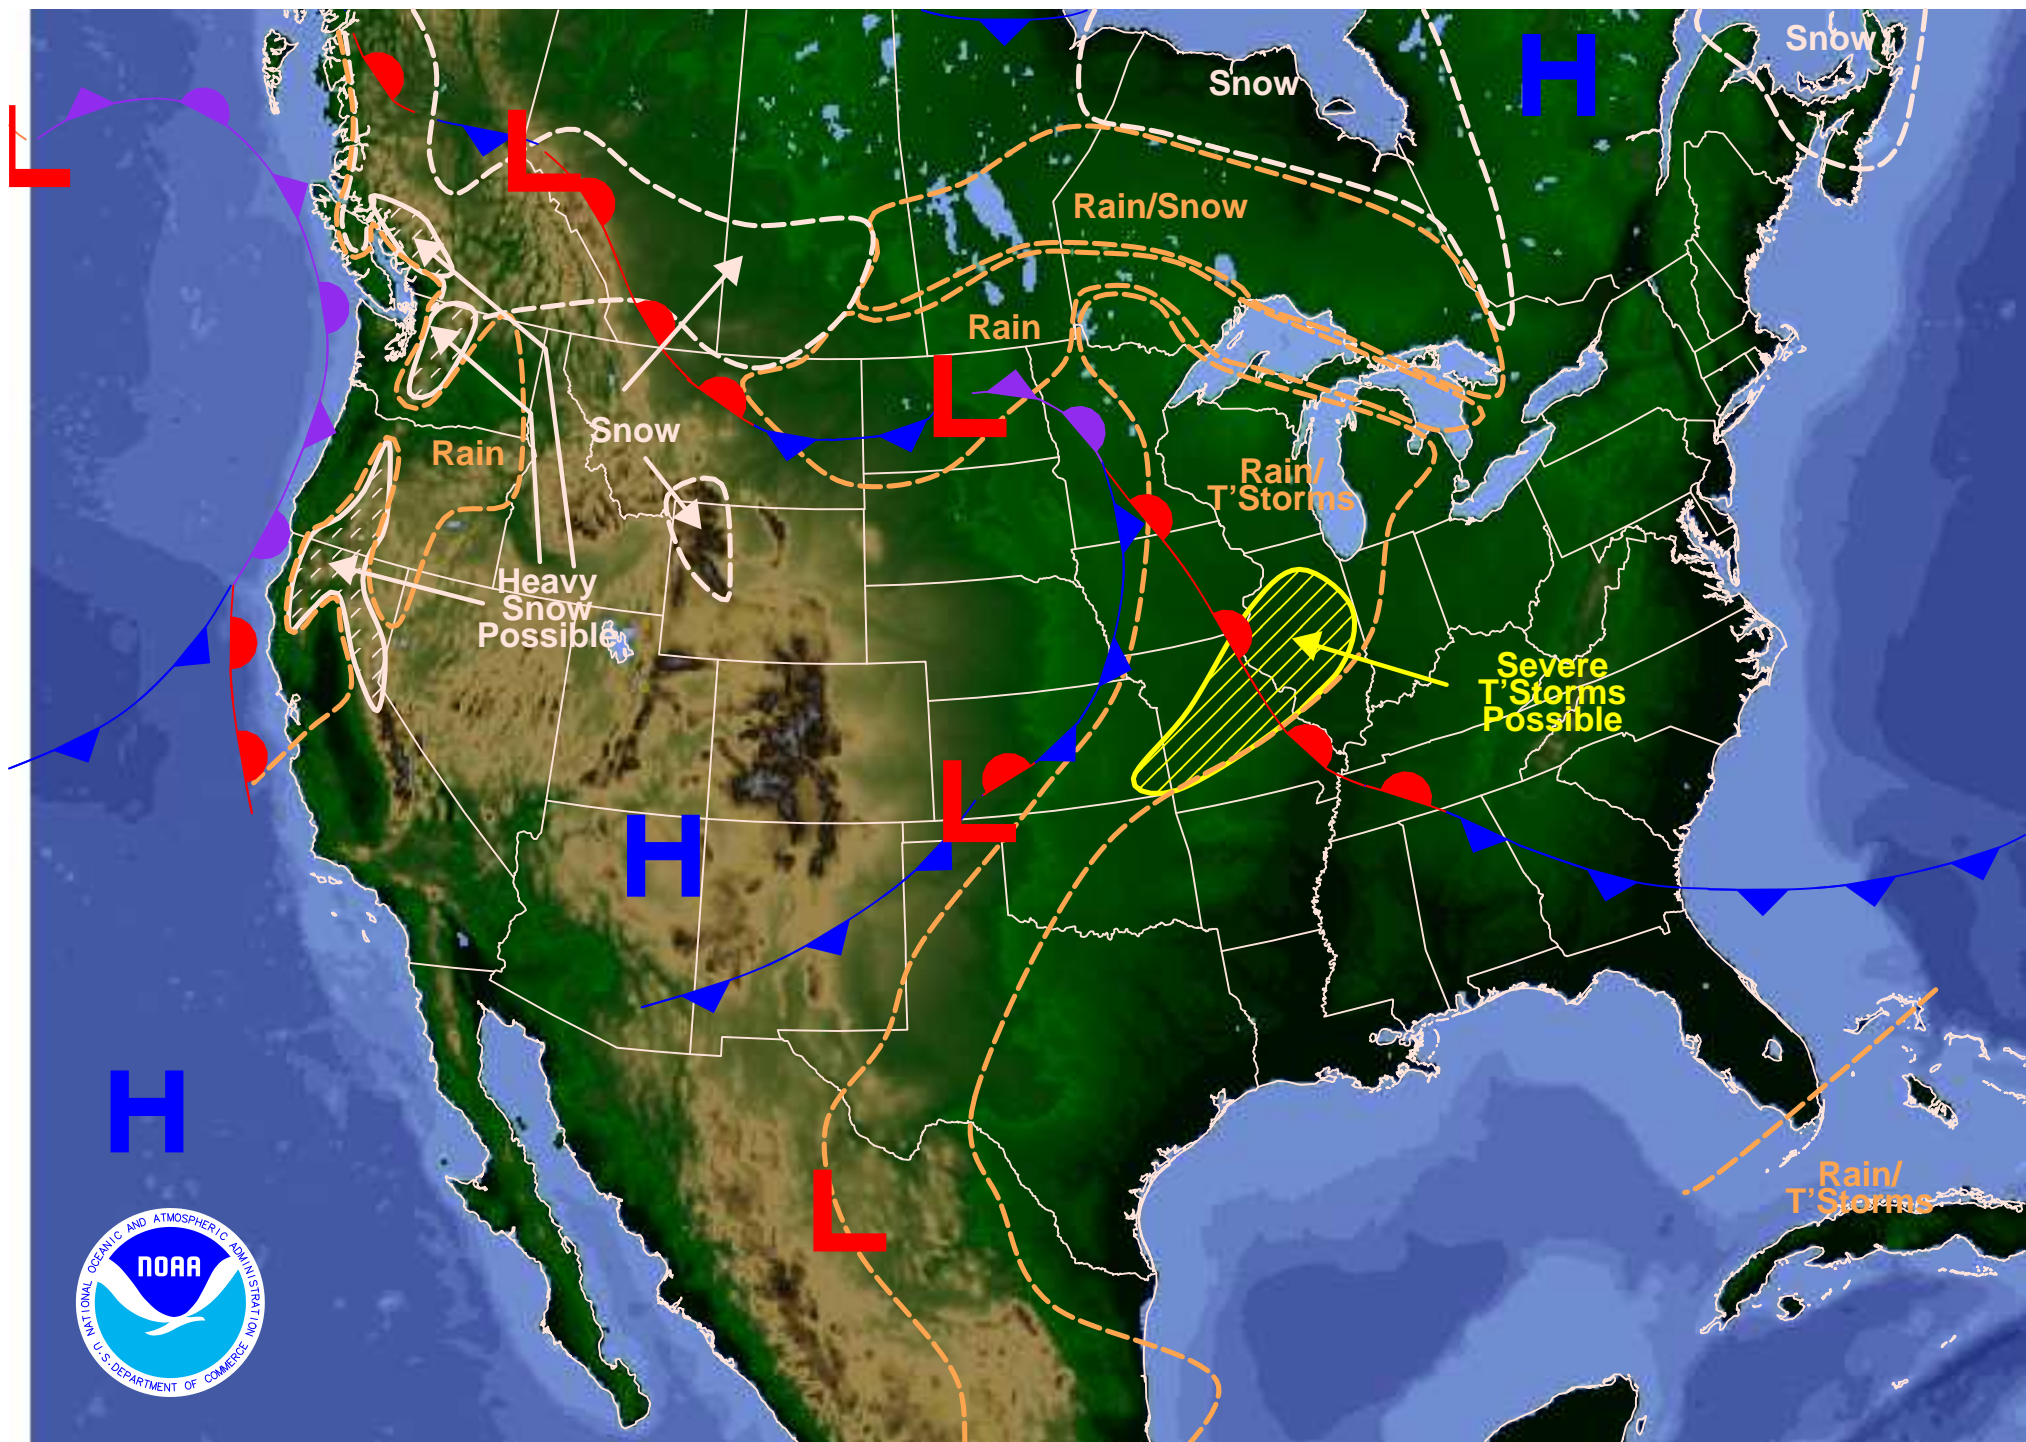 Snow
Snow
H
L
L
Rain/Snow
Rain
L
Snow
Rain
Rain/
T'Storms
Heavy
Snow
Possible
Severe
T'Storms
Possible
L
H
H
L
Rain/
T'Storms
NATIONAL OCEANIC AND ATMOSPHERIC ADMINISTRATION
NOAA
U.S. DEPARTMENT OF COMMERCE